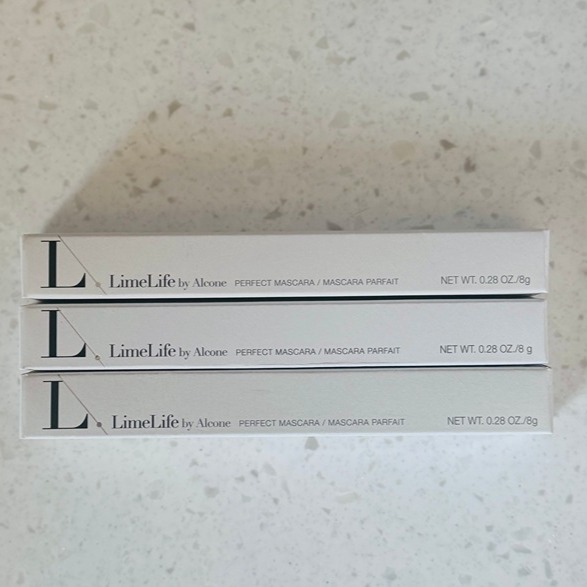 L. LimeLife by Alcone PERFECT MASCARA / MASCARA PARFAIT NET WT. 0.28 OZ./8g
L. LimeLife by Alcone PERFECT MASCARA / MASCARA PARFAIT NET WT. 0.28 OZ./8 g
L. LimeLife by Alcone PERFECT MASCARA / MASCARA PARFAIT NET WT. 0.28 OZ./8g